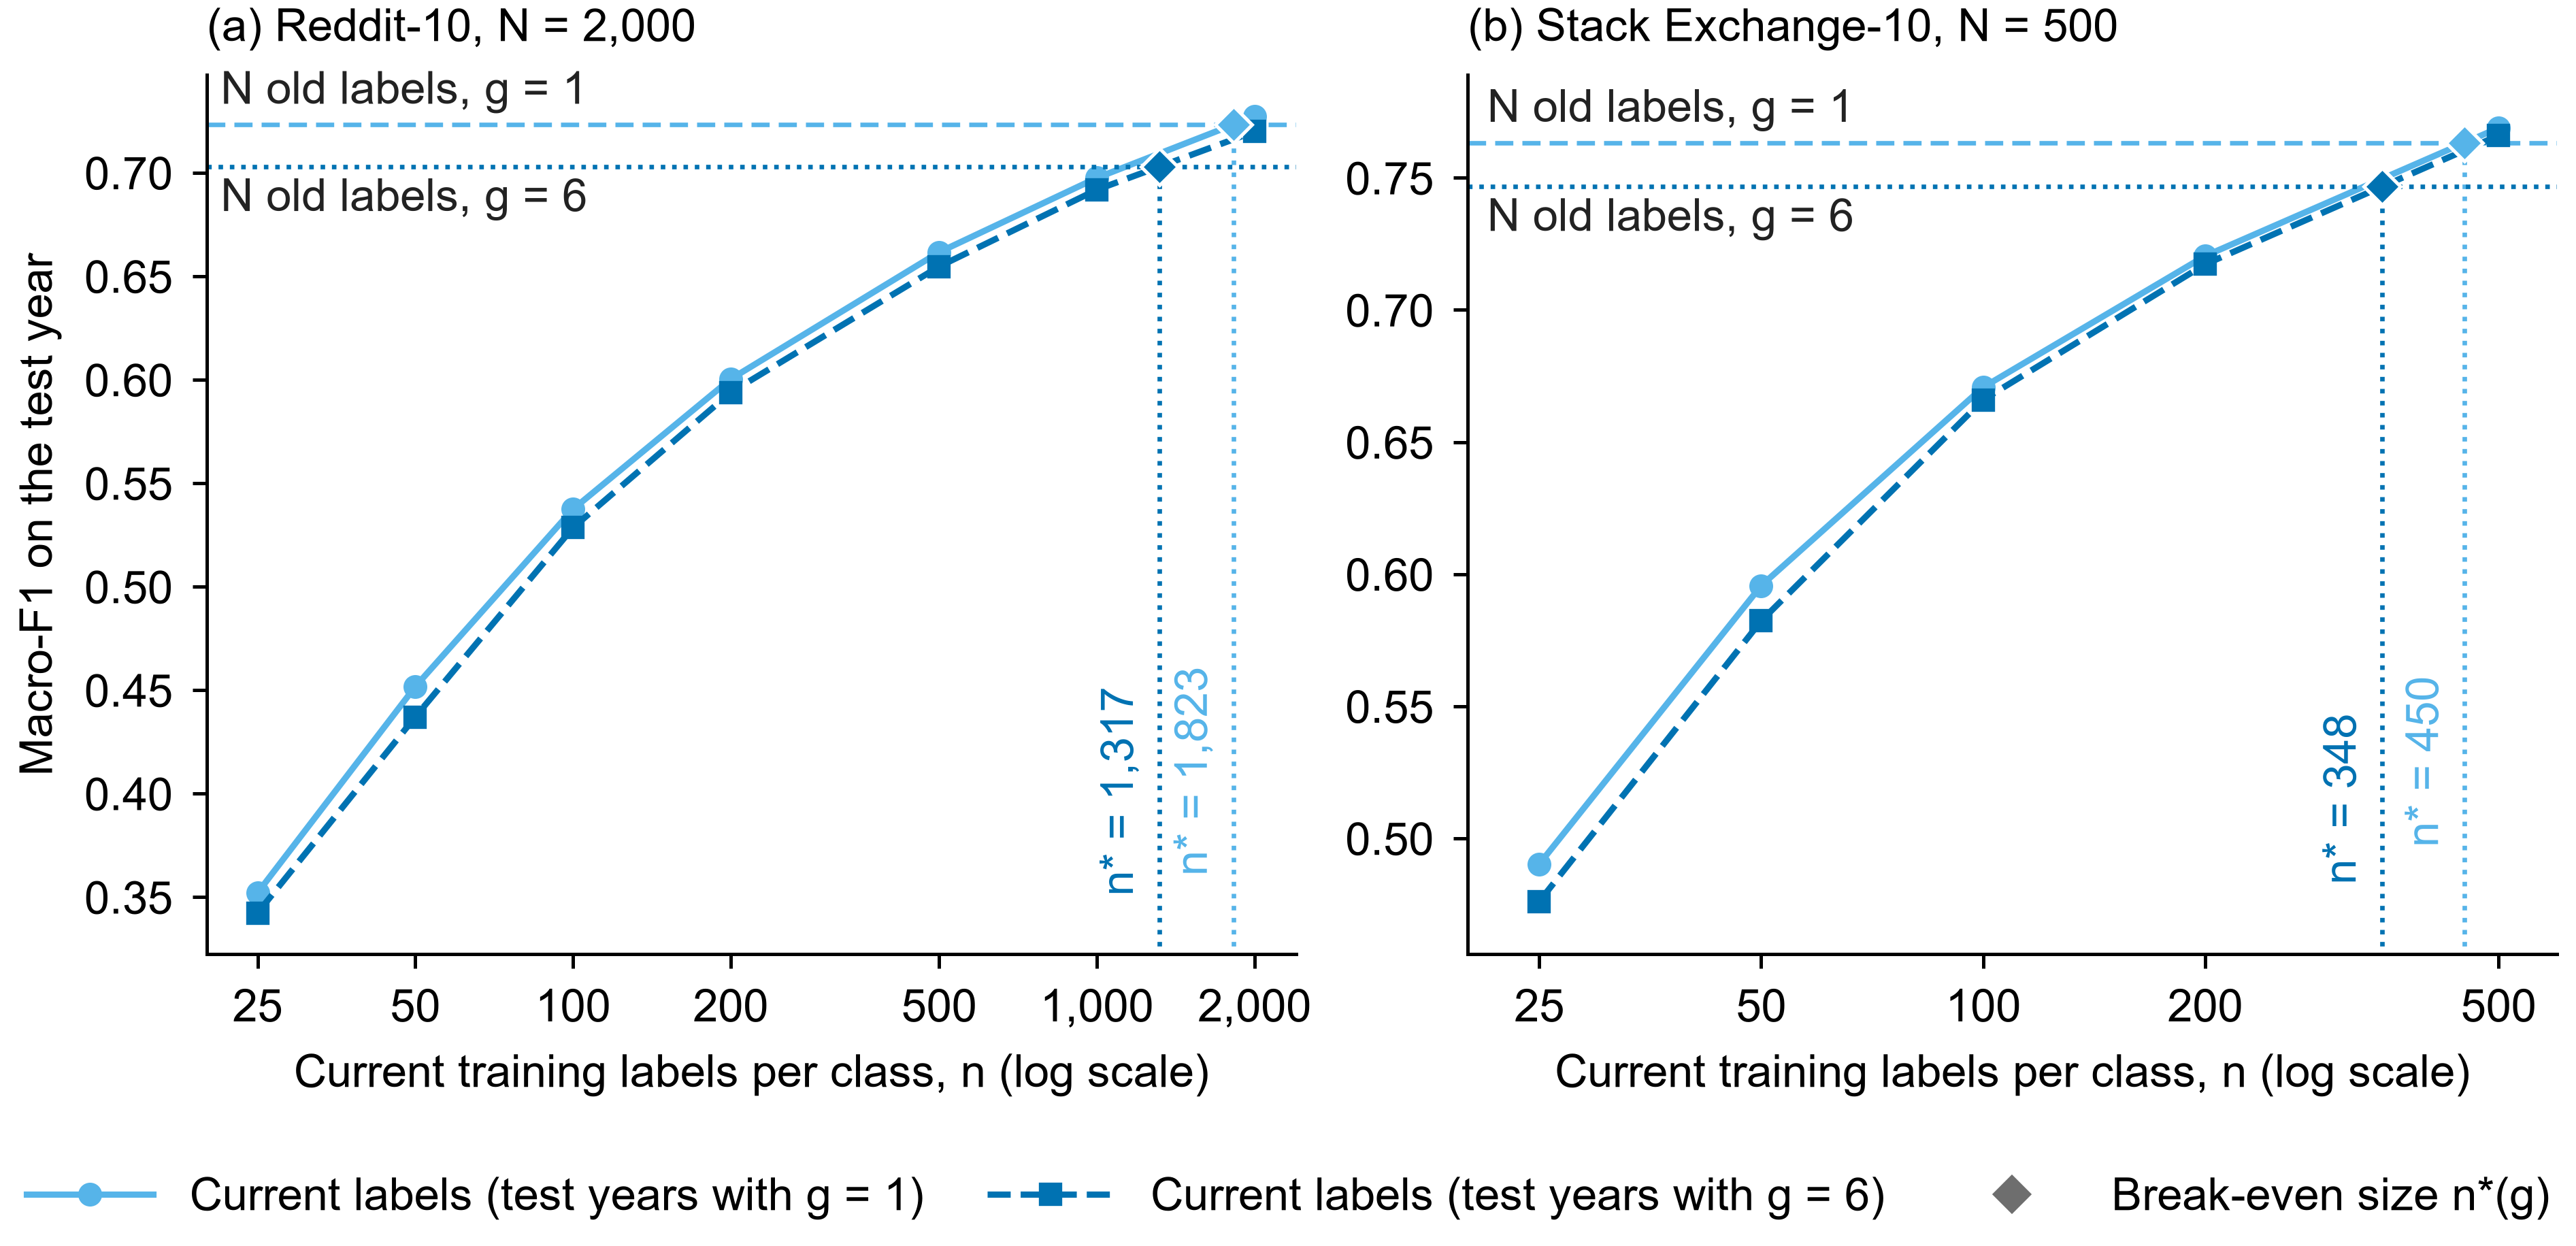 (a) Reddit-10, N = 2,000
N old labels, g = 1
N old labels, g = 6
Macro-F1 on the test year
0.70
0.65
0.60
0.55
0.50
0.45
0.40
0.35
n* = 1,317
n* = 1,823
25 50 100 200 500 1,000 2,000
Current training labels per class, n (log scale)
(b) Stack Exchange-10, N = 500
N old labels, g = 1
N old labels, g = 6
0.75
0.70
0.65
0.60
0.55
0.50
n* = 348
n* = 450
25 50 100 200 500
Current training labels per class, n (log scale)
Current labels (test years with g = 1)
Current labels (test years with g = 6)
Break-even size n*(g)